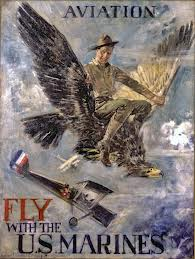 AVIATION
FLY
WITH THE
U.S. MARINES